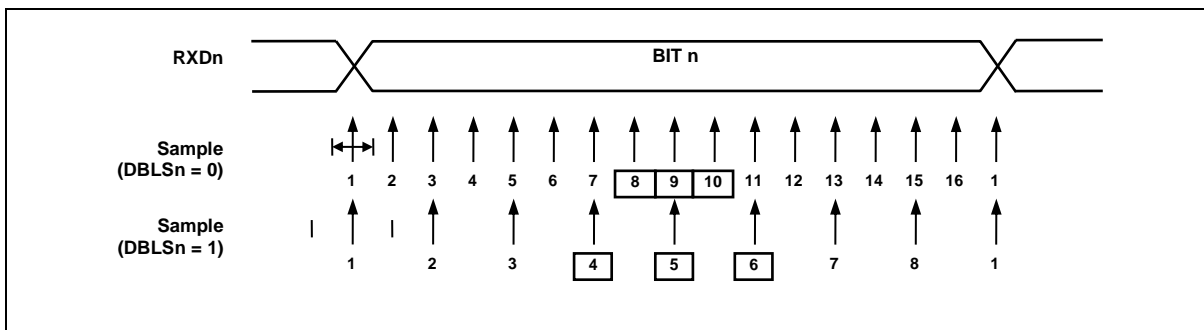 RXDn
BIT n
Sample
(DBLSn = 0)
1 2 3 4 5 6 7 8 9 10 11 12 13 14 15 16 1
Sample
(DBLSn = 1)
1 2 3 4 5 6 7 8 1